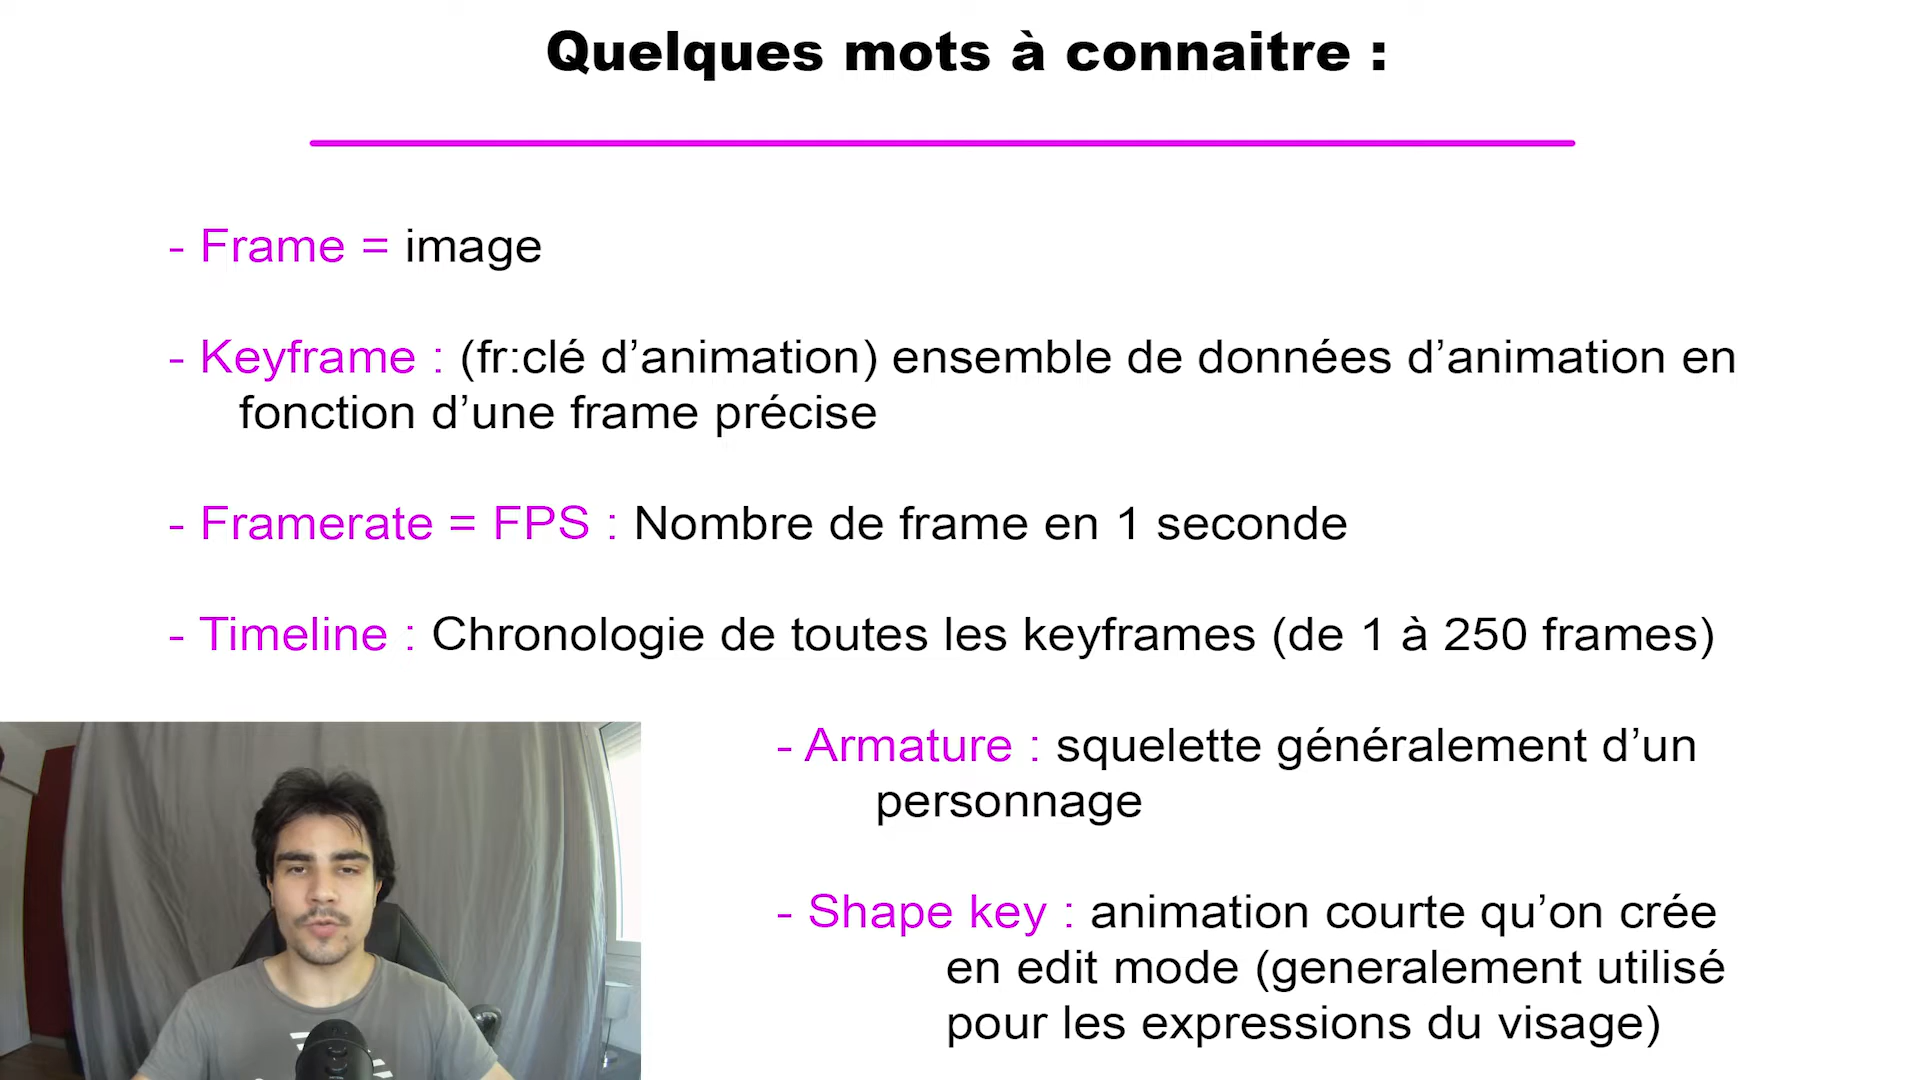 Quelques mots à connaitre :
- Frame = image
- Keyframe : (fr:clé d’animation) ensemble de données d’animation en
fonction d’une frame précise
- Framerate = FPS : Nombre de frame en 1 seconde
- Timeline : Chronologie de toutes les keyframes (de 1 à 250 frames)
- Armature : squelette généralement d’un
personnage
- Shape key : animation courte qu’on crée
en edit mode (generalement utilisé
pour les expressions du visage)